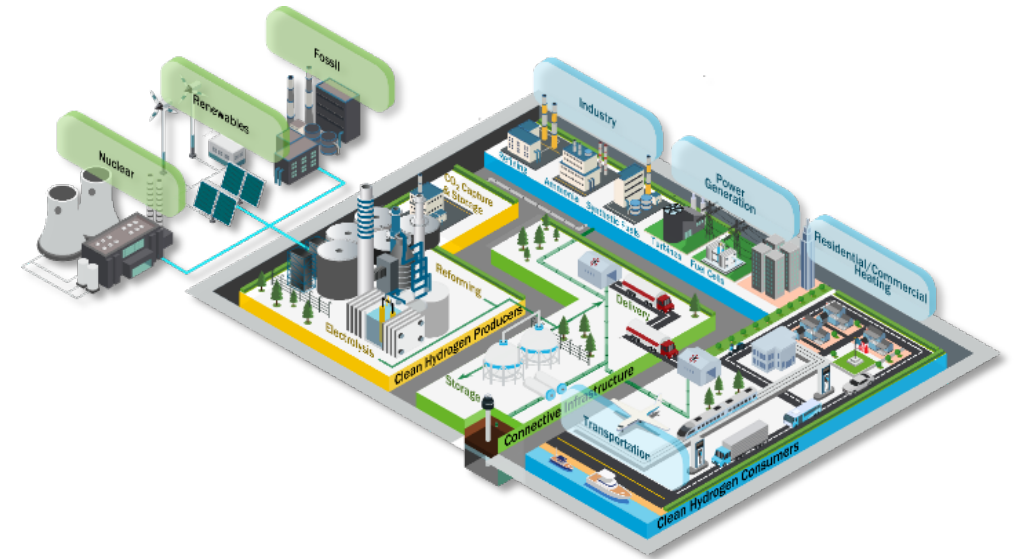 Fossil
Renewables
Nuclear
Industry
Power
Generation
Residential/Commercial
Heating
Refining
Ammonia
Synthetic Fuels
Turbines
Fuel Cells
CO₂ Capture
& Storage
Reforming
Electrolysis
Clean Hydrogen Producers
Delivery
Storage
Connective Infrastructure
Transportation
Clean Hydrogen Consumers